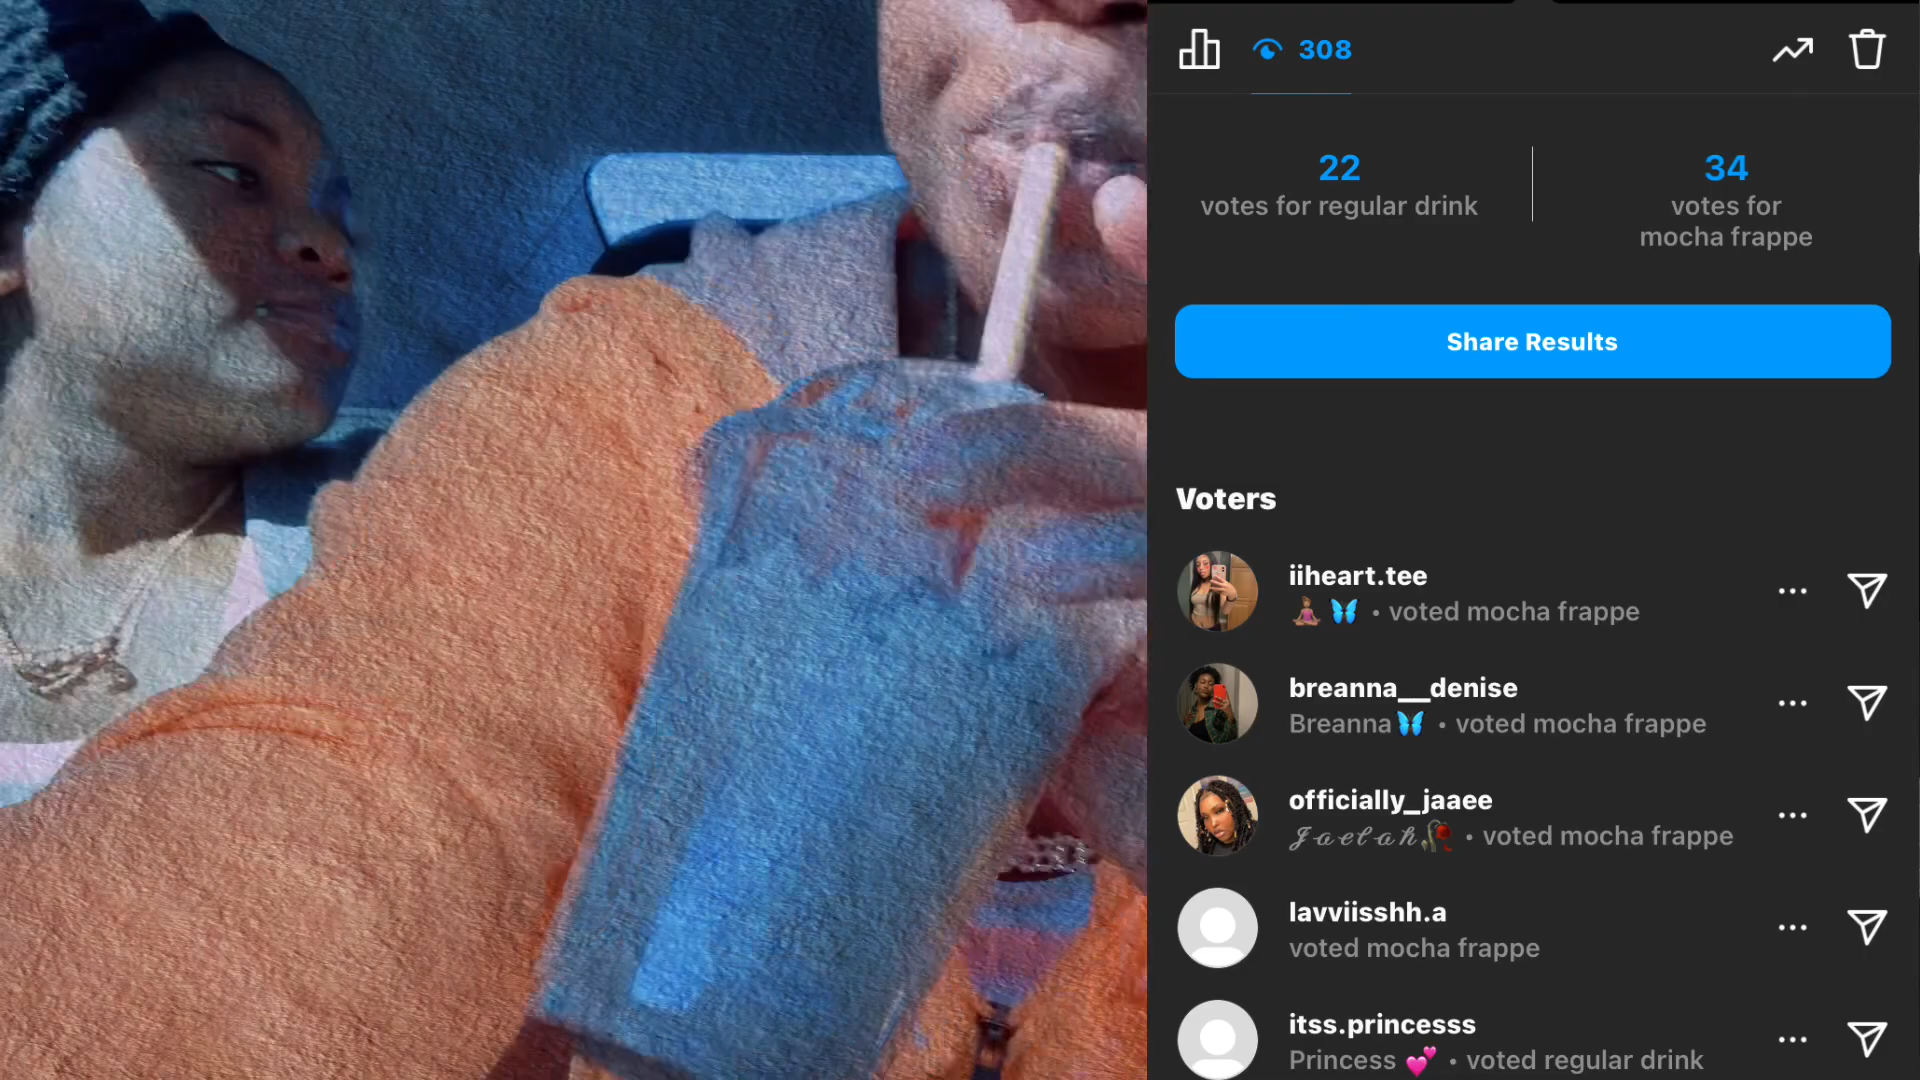 308
22
votes for regular drink
34
votes for
mocha frappe
Share Results
Voters
iiheart.tee
🧘🏽‍♀️🦋 • voted mocha frappe
breanna__denise
Breanna🦋 • voted mocha frappe
officially_jaaee
𝒥𝒶ℯ𝓁𝒶𝒽🥀 • voted mocha frappe
lavviisshh.a
voted mocha frappe
itss.princesss
Princess 💕 • voted regular drink